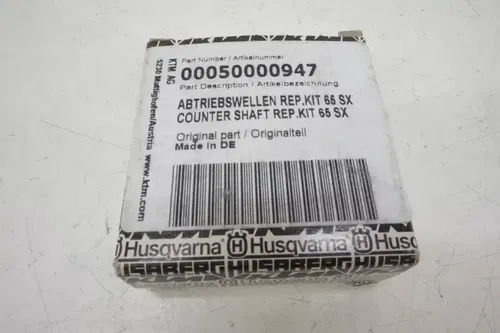 Part Number / Artikelnummer
00050000947
Part Description / Artikelbezeichnung
ABTRIEBSWELLEN REP.KIT 65 SX
COUNTER SHAFT REP.KIT 65 SX
Original part / Originalteil
Made in DE
KTM AG
5230 Mattighofen/Austria
www.ktm.com
Husqvarna Husqvarna
HUSABERG HUSABERG